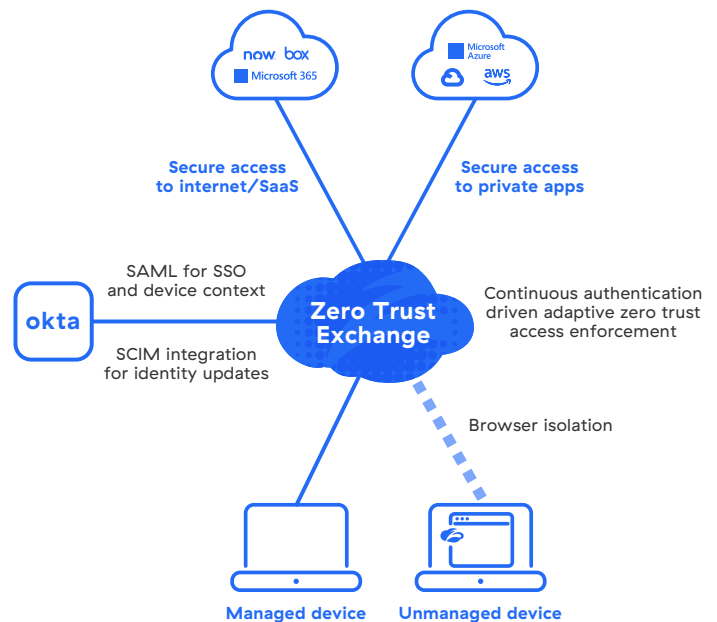 now box
Microsoft 365
Microsoft
Azure
aws
Secure access
to internet/SaaS
Secure access
to private apps
SAML for SSO
and device context
okta
SCIM integration
for identity updates
Zero Trust
Exchange
Continuous authentication
driven adaptive zero trust
access enforcement
Browser isolation
Managed device
Unmanaged device